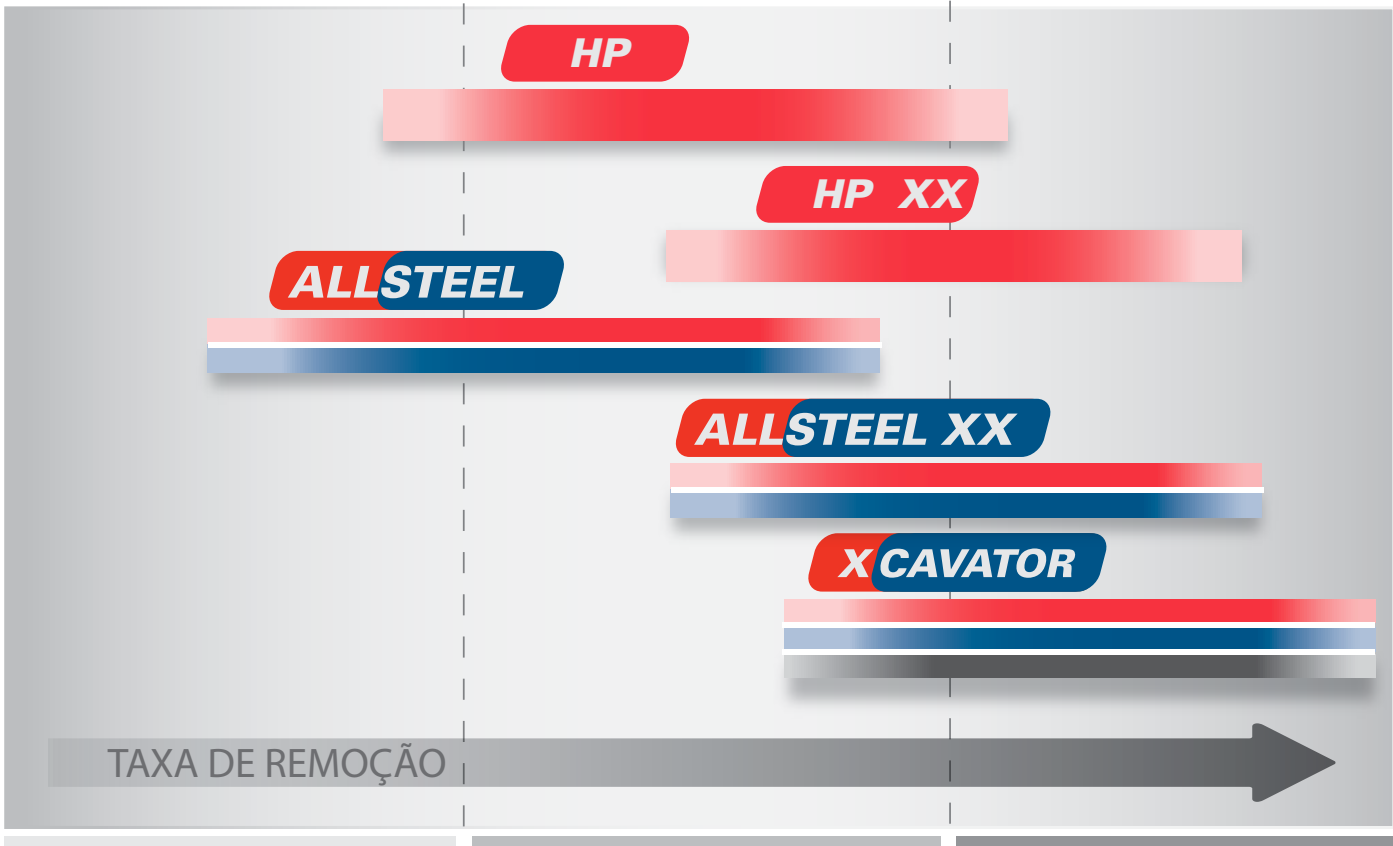 HP
HP XX
ALLSTEEL
ALLSTEEL XX
XCAVATOR
TAXA DE REMOÇÃO